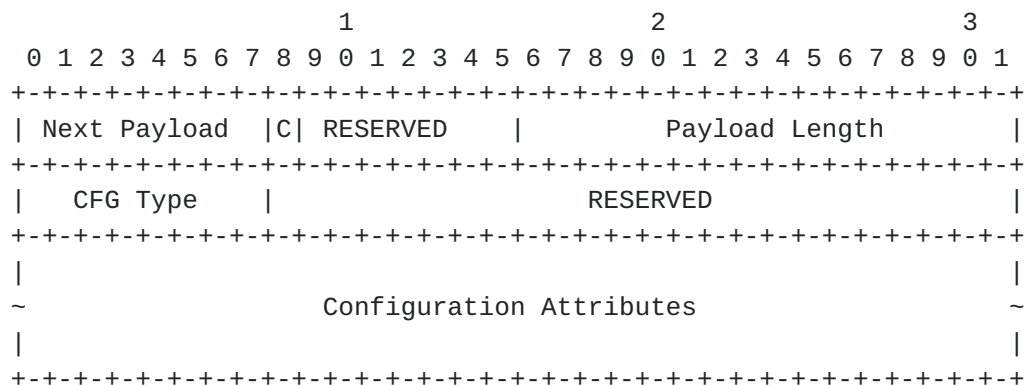 1                   2                   3
 0 1 2 3 4 5 6 7 8 9 0 1 2 3 4 5 6 7 8 9 0 1 2 3 4 5 6 7 8 9 0 1
+-+-+-+-+-+-+-+-+-+-+-+-+-+-+-+-+-+-+-+-+-+-+-+-+-+-+-+-+-+-+-+-+
| Next Payload  |C| RESERVED    |         Payload Length        |
+-+-+-+-+-+-+-+-+-+-+-+-+-+-+-+-+-+-+-+-+-+-+-+-+-+-+-+-+-+-+-+-+
|   CFG Type    |                    RESERVED                   |
+-+-+-+-+-+-+-+-+-+-+-+-+-+-+-+-+-+-+-+-+-+-+-+-+-+-+-+-+-+-+-+-+
|                                                               |
~                   Configuration Attributes                    ~
|                                                               |
+-+-+-+-+-+-+-+-+-+-+-+-+-+-+-+-+-+-+-+-+-+-+-+-+-+-+-+-+-+-+-+-+